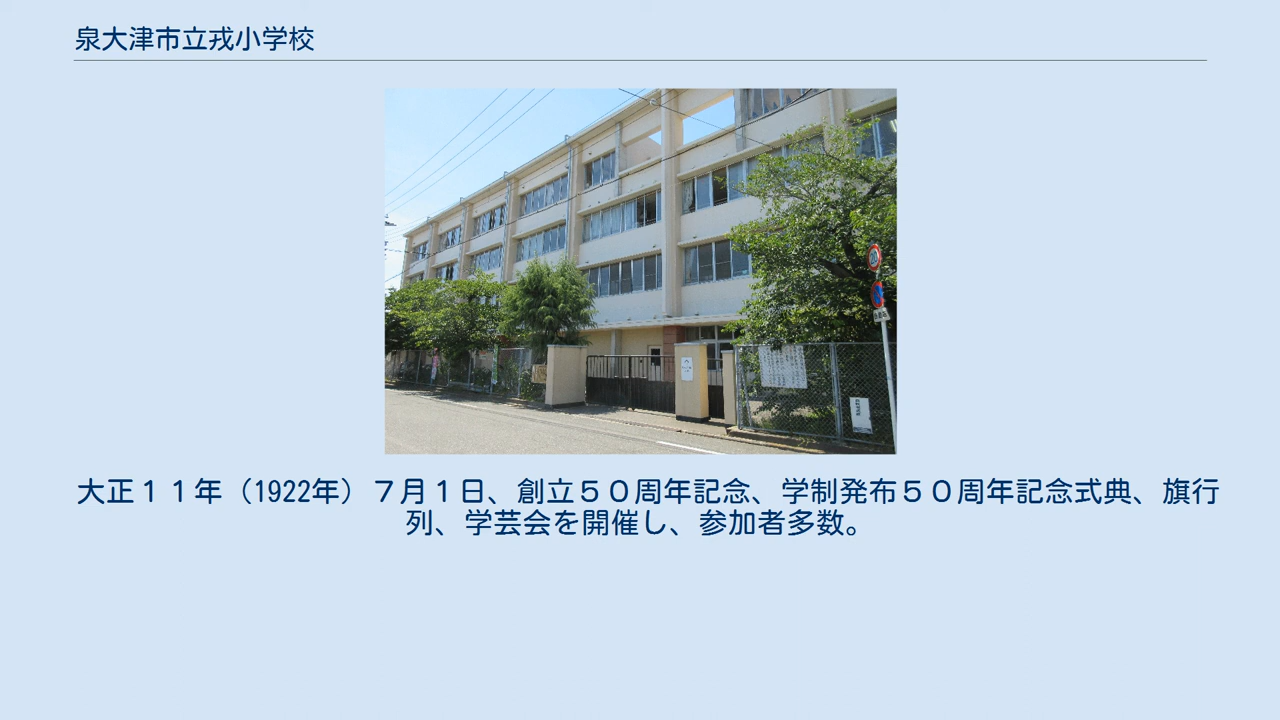 泉大津市立戎小学校
大正１１年（1922年）７月１日、創立５０周年記念、学制発布５０周年記念式典、旗行
列、学芸会を開催し、参加者多数。